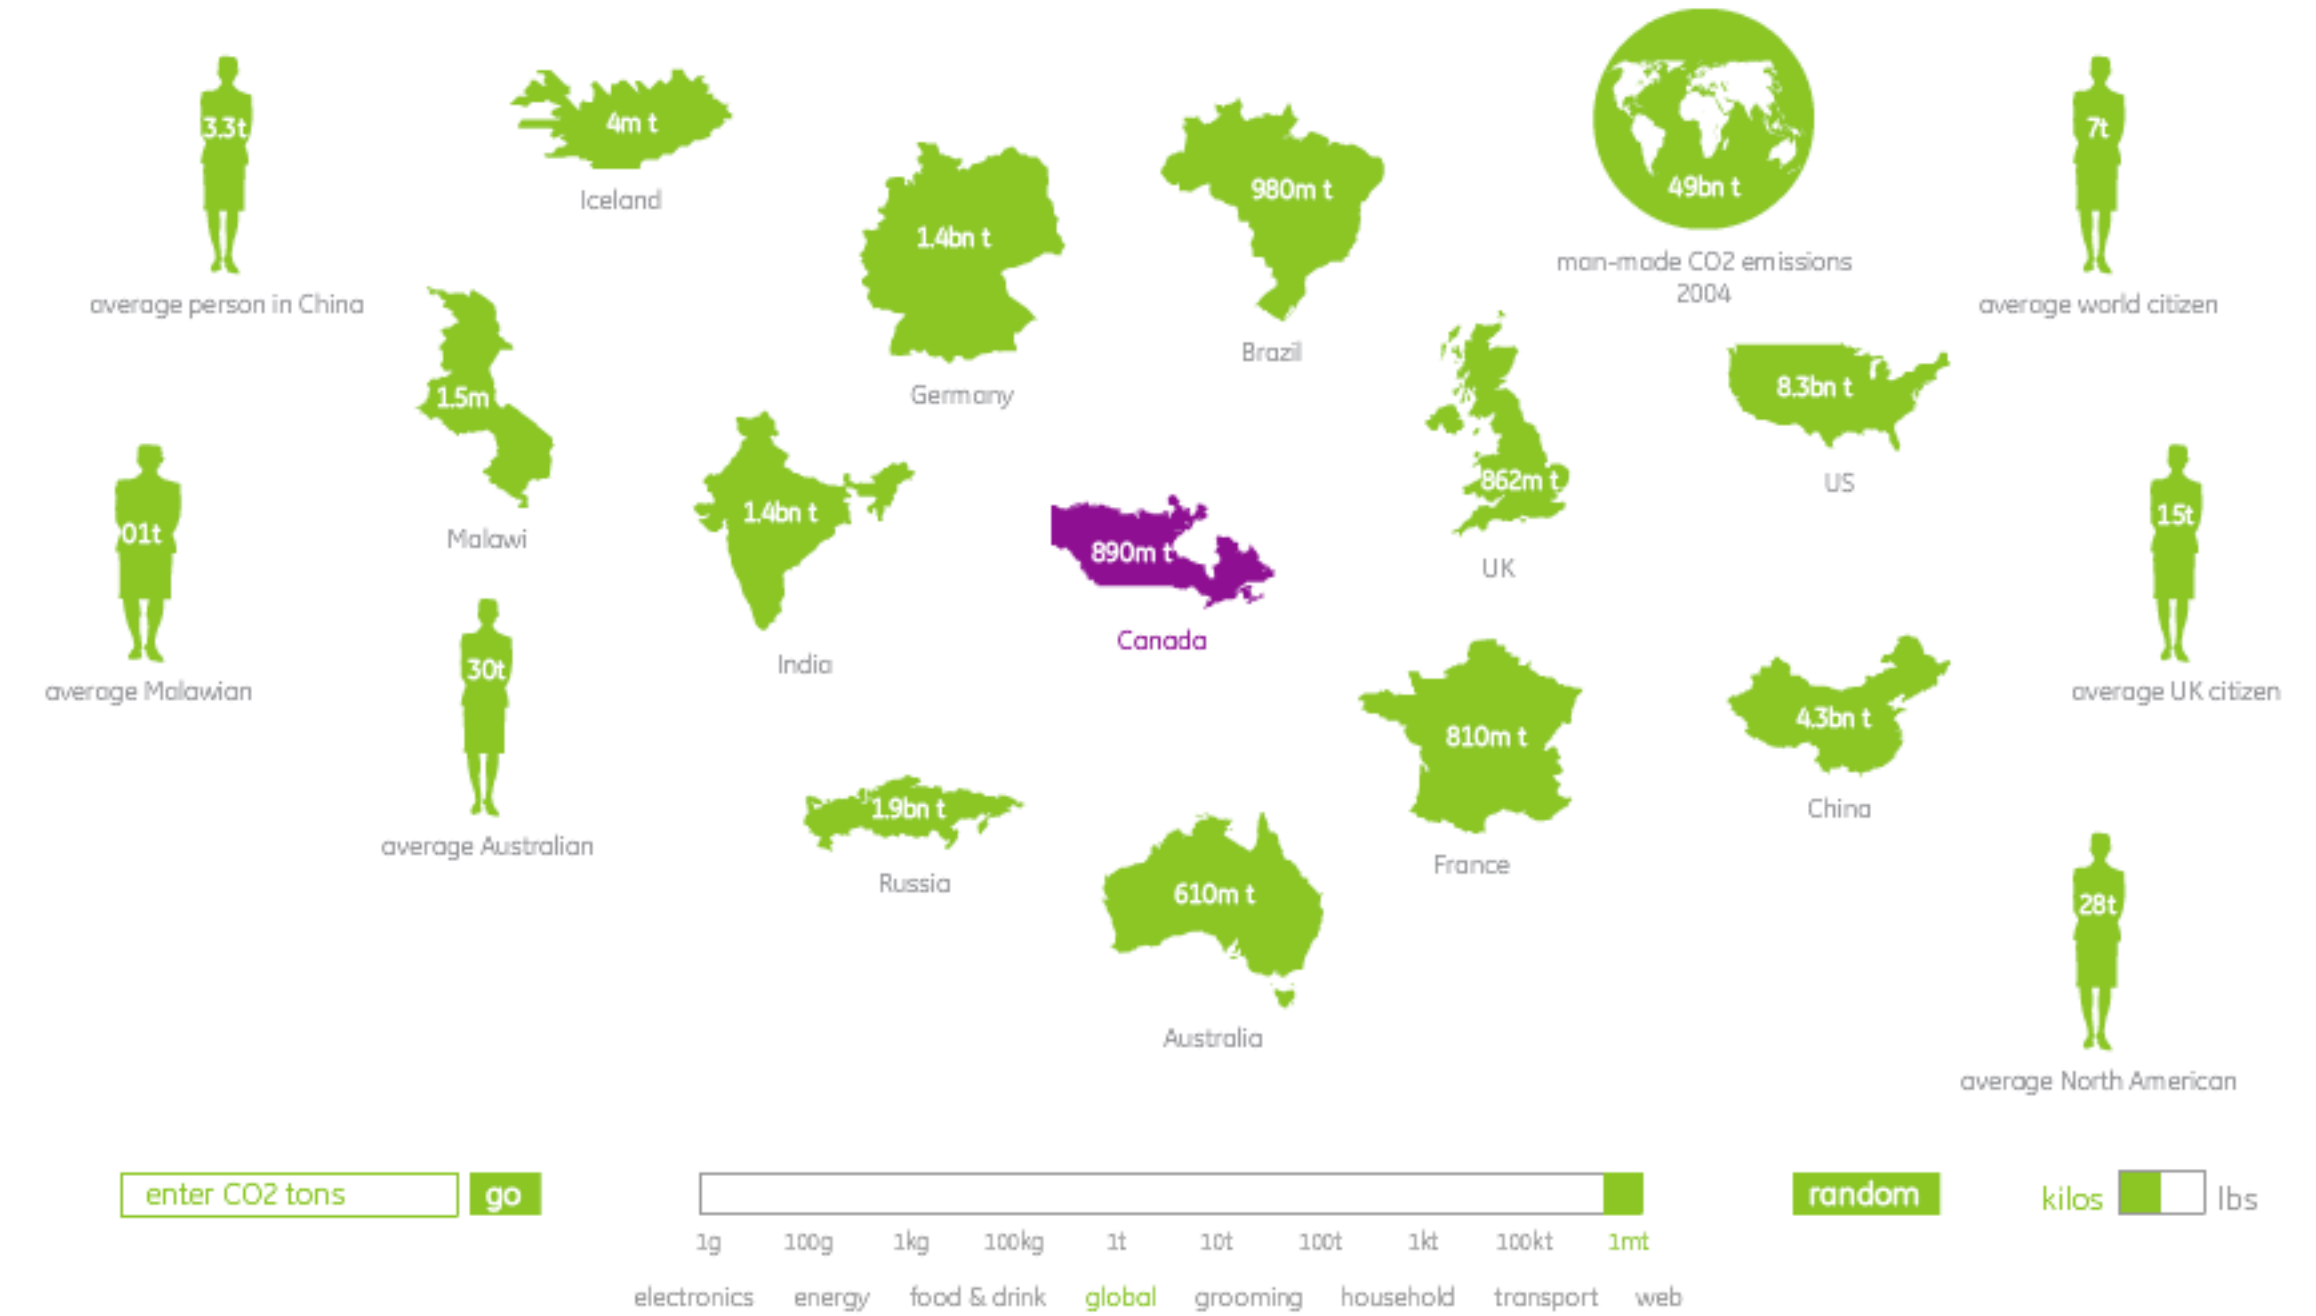 3.3t
average person in China
4m t
Iceland
1.4bn t
Germany
980m t
Brazil
49bn t
man-made CO2 emissions
2004
7t
average world citizen
1.5m
Malawi
01t
average Malawian
30t
average Australian
1.4bn t
India
890m t
Canada
862m t
UK
8.3bn t
US
15t
average UK citizen
1.9bn t
Russia
610m t
Australia
810m t
France
4.3bn t
China
28t
average North American
enter CO2 tons
go
random
kilos
lbs
1g 100g 1kg 100kg 1t 10t 100t 1kt 100kt 1mt
electronics energy food & drink global grooming household transport web